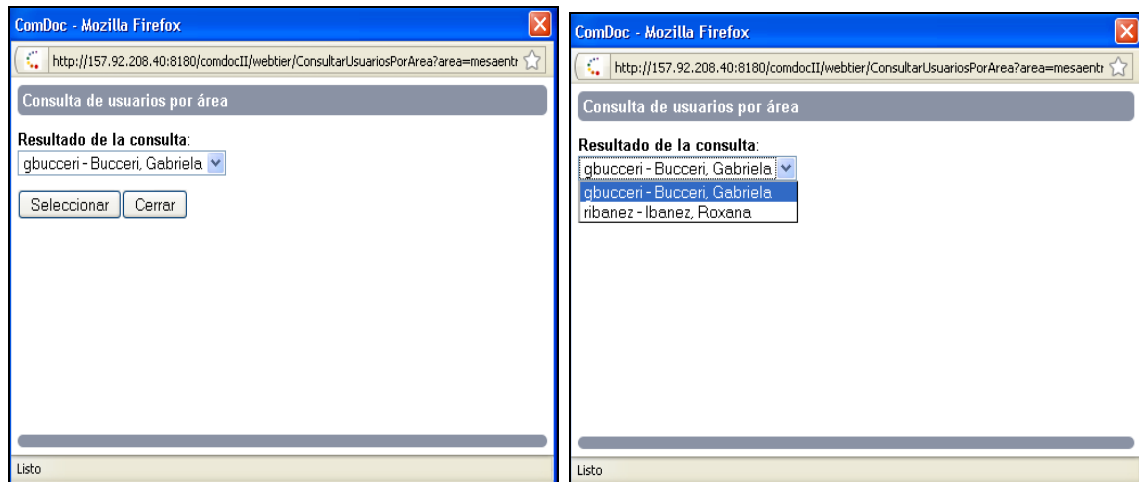 ComDoc - Mozilla Firefox
http://157.92.208.40:8180/comdocII/webtier/ConsultarUsuariosPorArea?area=mesaentr
Consulta de usuarios por área
Resultado de la consulta:
gbucceri - Bucceri, Gabriela
Seleccionar Cerrar
Listo
ComDoc - Mozilla Firefox
http://157.92.208.40:8180/comdocII/webtier/ConsultarUsuariosPorArea?area=mesaentr
Consulta de usuarios por área
Resultado de la consulta:
gbucceri - Bucceri, Gabriela
gbucceri - Bucceri, Gabriela
ribanez - Ibanez, Roxana
Listo